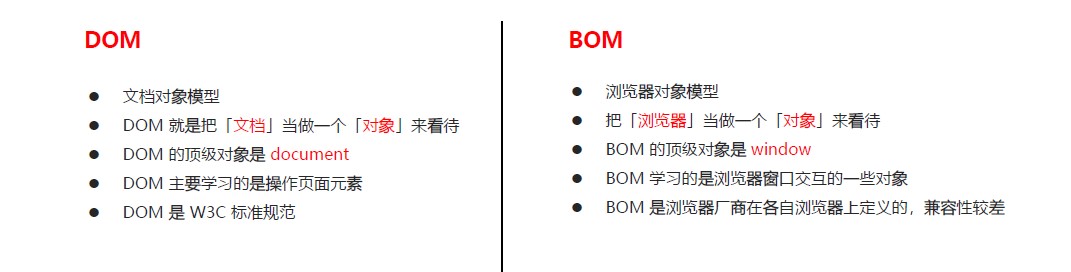 DOM
文档对象模型
DOM 就是把「文档」当做一个「对象」来看待
DOM 的顶级对象是 document
DOM 主要学习的是操作页面元素
DOM 是 W3C 标准规范
BOM
浏览器对象模型
把「浏览器」当做一个「对象」来看待
BOM 的顶级对象是 window
BOM 学习的是浏览器窗口交互的一些对象
BOM 是浏览器厂商在各自浏览器上定义的，兼容性较差